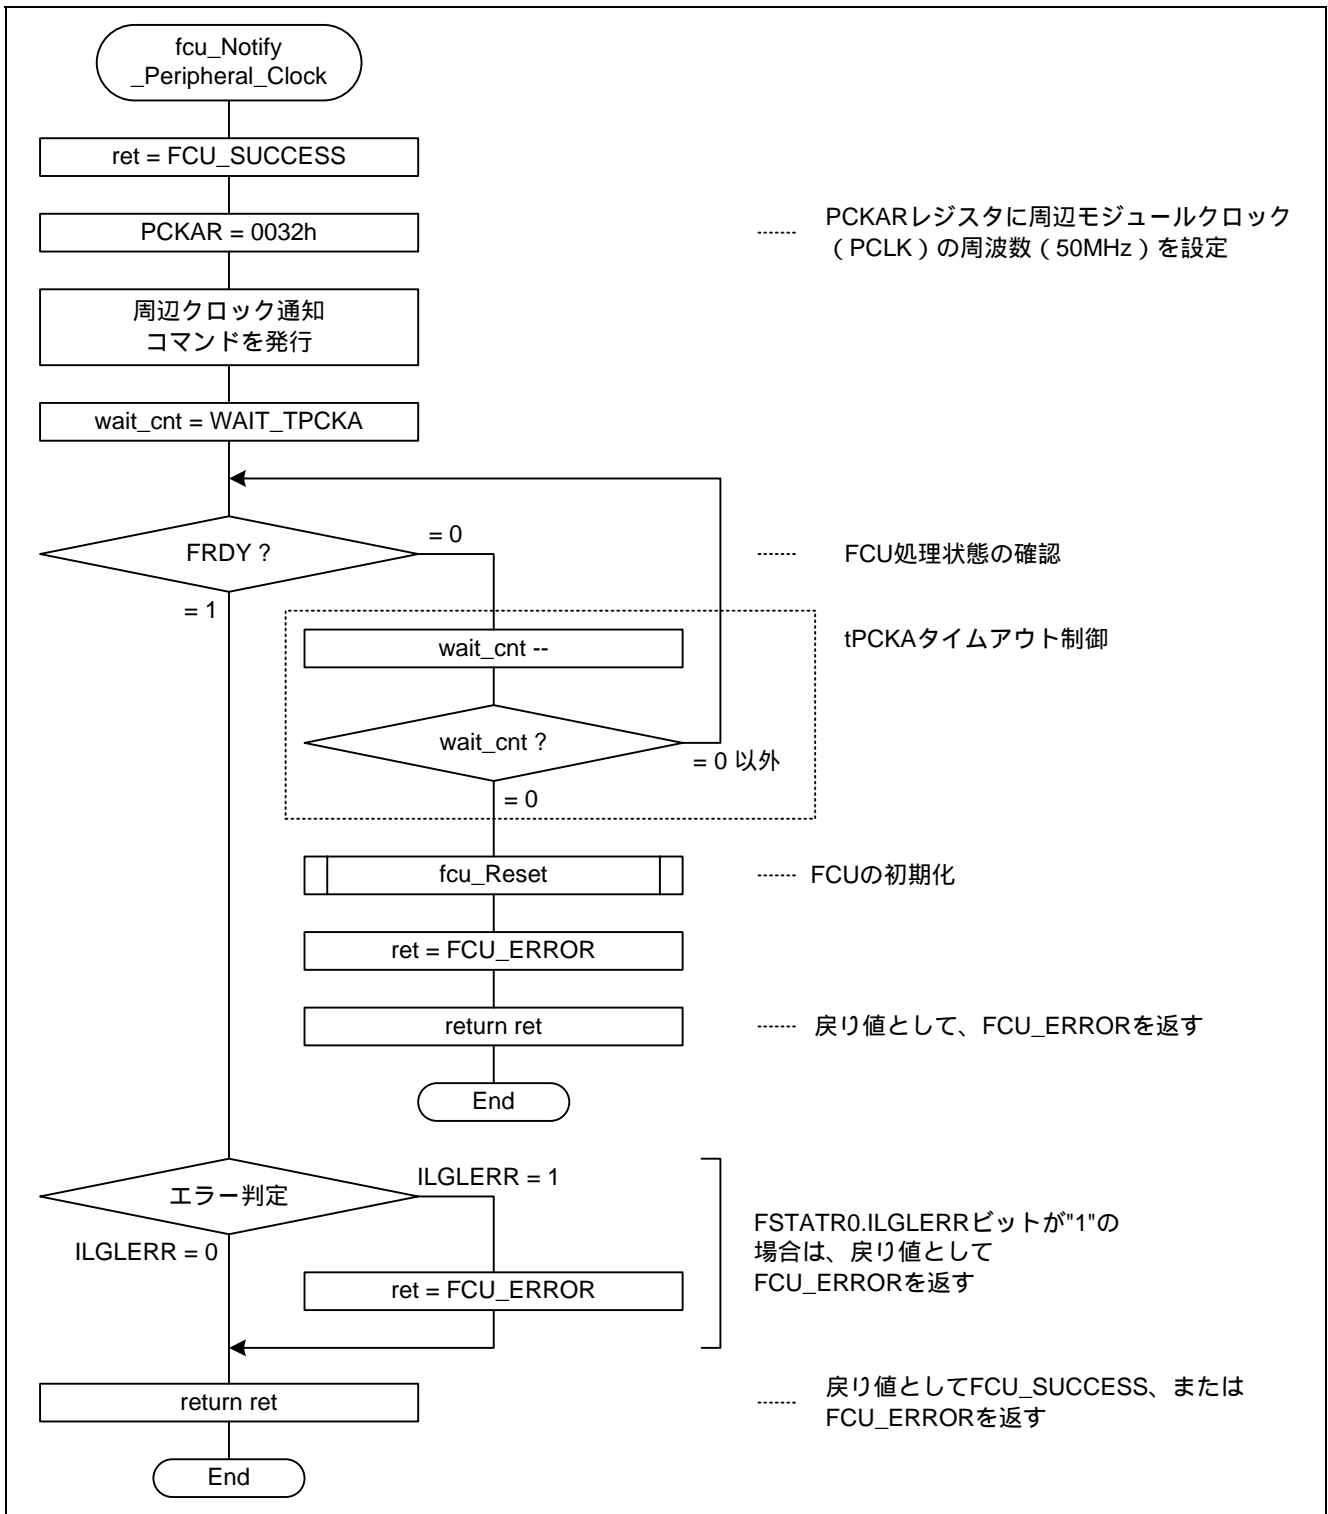 fcu_Notify
_Peripheral_Clock
ret = FCU_SUCCESS
PCKAR = 0032h
PCKARレジスタに周辺モジュールクロック
（PCLK）の周波数（50MHz）を設定
周辺クロック通知
コマンドを発行
wait_cnt = WAIT_TPCKA
FRDY ?
= 0
FCU処理状態の確認
= 1
wait_cnt --
tPCKAタイムアウト制御
wait_cnt ?
= 0 以外
= 0
fcu_Reset
FCUの初期化
ret = FCU_ERROR
return ret
戻り値として、FCU_ERRORを返す
End
エラー判定
ILGLERR = 1
ILGLERR = 0
ret = FCU_ERROR
FSTATR0.ILGLERRビットが"1"の
場合は、戻り値として
FCU_ERRORを返す
return ret
戻り値としてFCU_SUCCESS、または
FCU_ERRORを返す
End